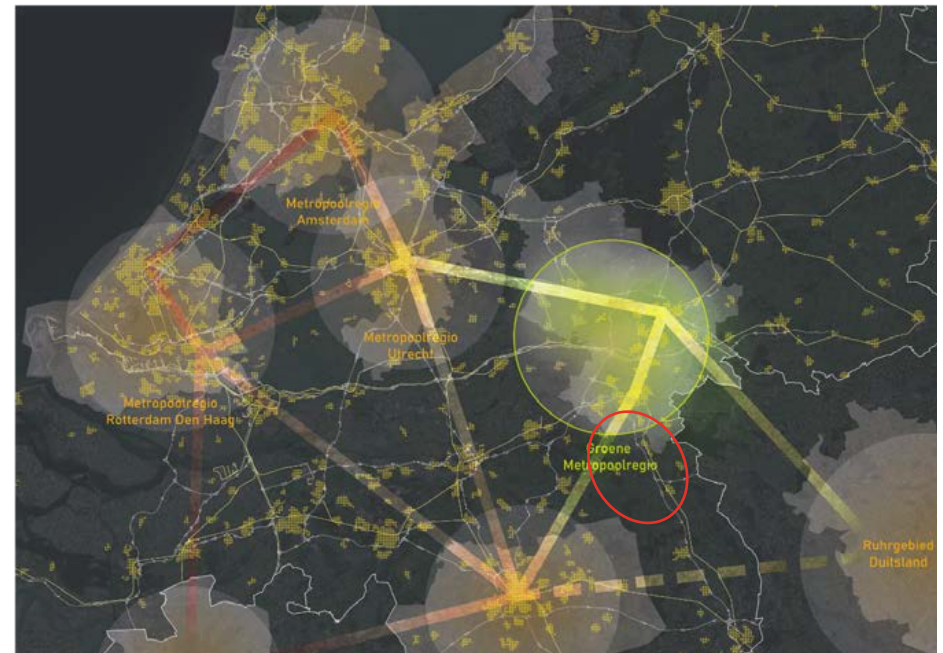 Metropoolregio
Amsterdam
Metropoolregio
Utrecht
Metropoolregio
Rotterdam Den Haag
Groene
Metropoolregio
Ruhrgebied
Duitsland